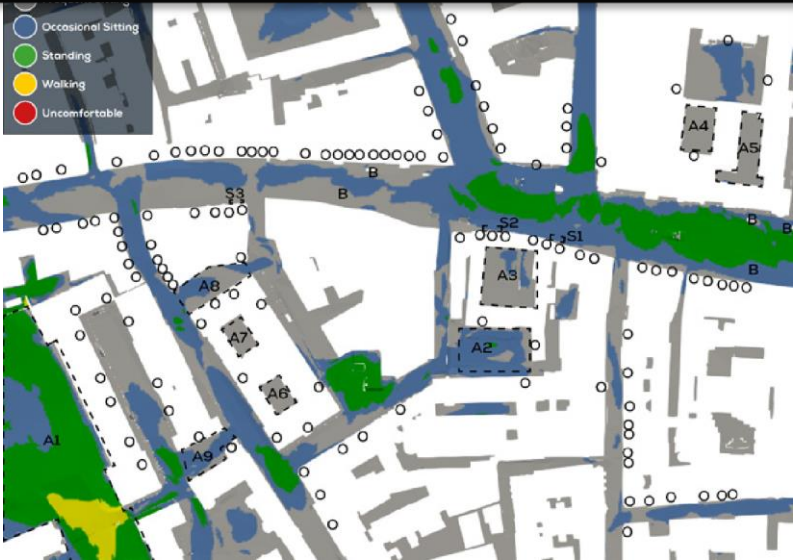 Occasional Sitting
Standing
Walking
Uncomfortable
A4
A5
B
B
S3
B
S2
S1
B
B
A3
A8
A7
A2
A6
A1
A9